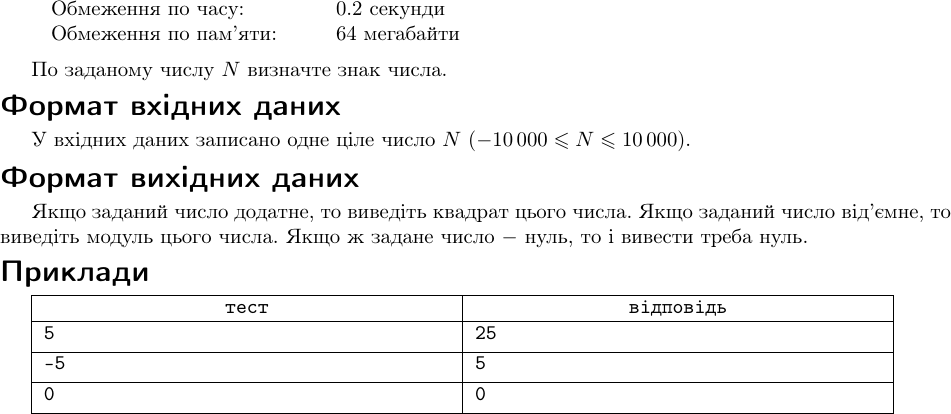 Обмеження по часу: 0.2 секунди
Обмеження по пам'яти: 64 мегабайти
По заданому числу N визначте знак числа.
Формат вхідних даних
У вхідних даних записано одне ціле число N (−10 000 ⩽ N ⩽ 10 000).
Формат вихідних даних
Якщо заданий число додатне, то виведіть квадрат цього числа. Якщо заданий число від'ємне, то
виведіть модуль цього числа. Якщо ж задане число − нуль, то і вивести треба нуль.
Приклади
тест відповідь
5 25
-5 5
0 0